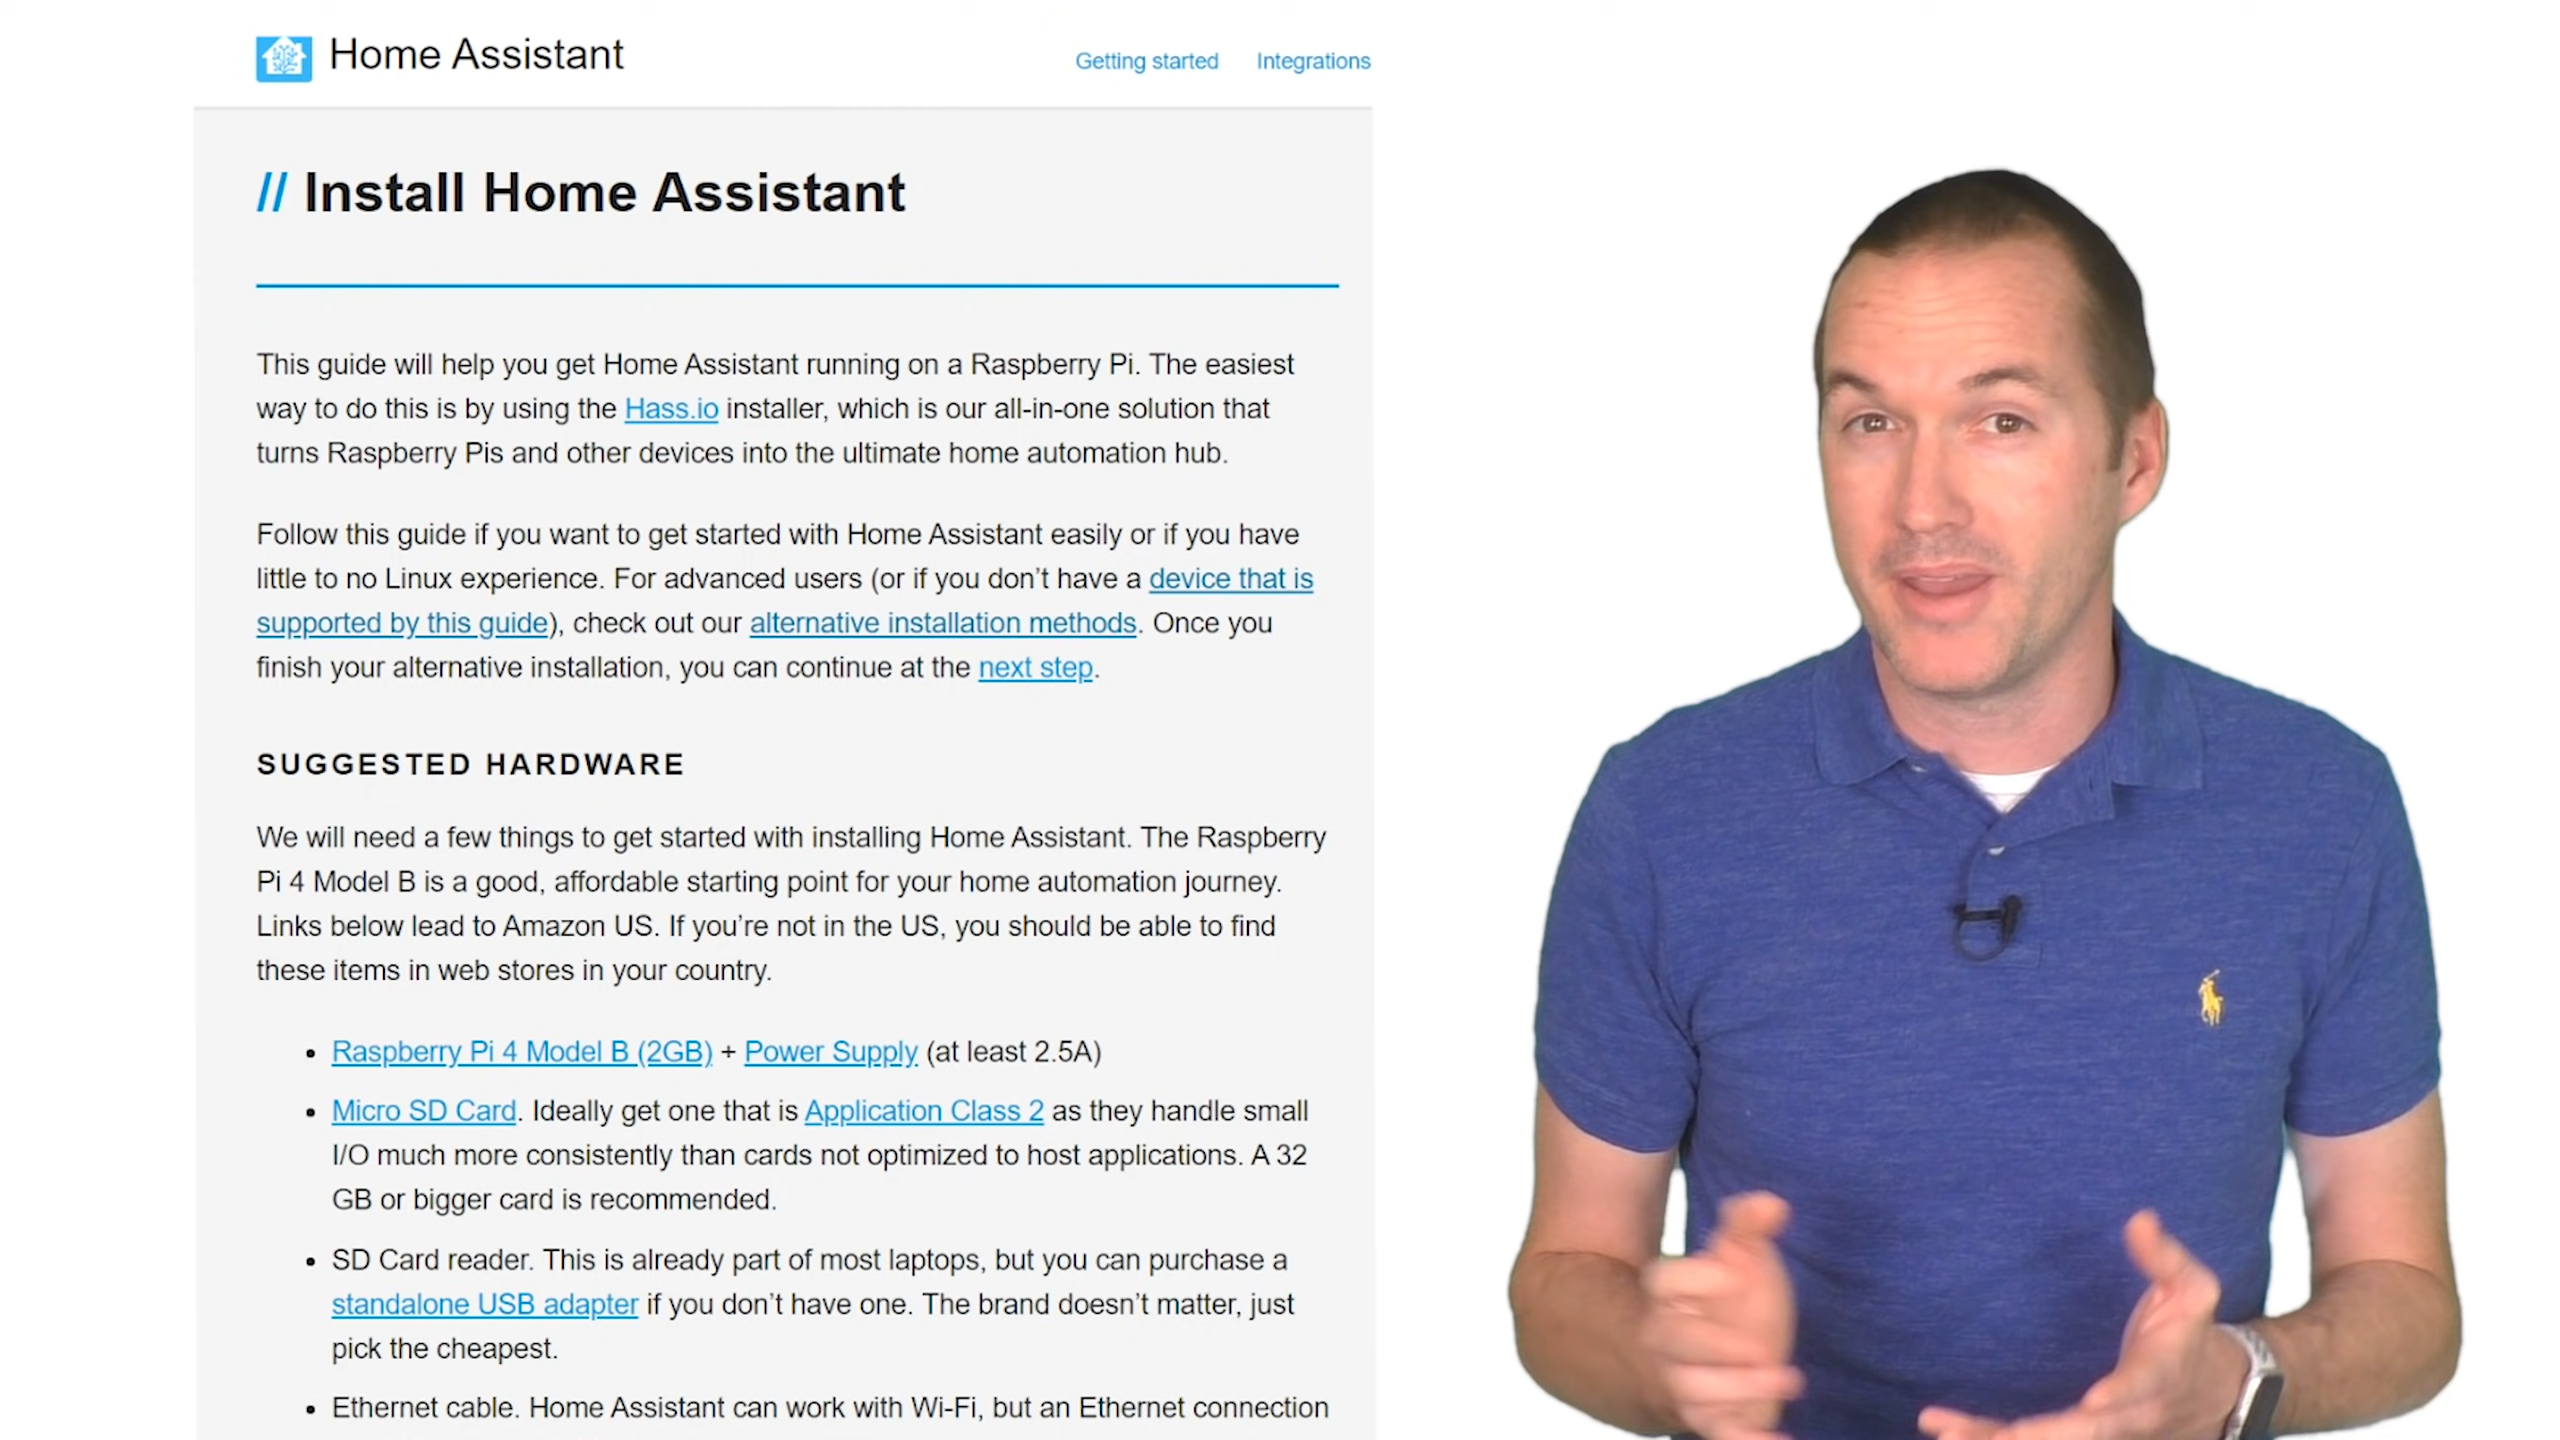 Home Assistant
Getting started Integrations
// Install Home Assistant
This guide will help you get Home Assistant running on a Raspberry Pi. The easiest
way to do this is by using the Hass.io installer, which is our all-in-one solution that
turns Raspberry Pis and other devices into the ultimate home automation hub.
Follow this guide if you want to get started with Home Assistant easily or if you have
little to no Linux experience. For advanced users (or if you don’t have a device that is
supported by this guide), check out our alternative installation methods. Once you
finish your alternative installation, you can continue at the next step.
SUGGESTED HARDWARE
We will need a few things to get started with installing Home Assistant. The Raspberry
Pi 4 Model B is a good, affordable starting point for your home automation journey.
Links below lead to Amazon US. If you’re not in the US, you should be able to find
these items in web stores in your country.
• Raspberry Pi 4 Model B (2GB) + Power Supply (at least 2.5A)
• Micro SD Card. Ideally get one that is Application Class 2 as they handle small
I/O much more consistently than cards not optimized to host applications. A 32
GB or bigger card is recommended.
• SD Card reader. This is already part of most laptops, but you can purchase a
standalone USB adapter if you don’t have one. The brand doesn’t matter, just
pick the cheapest.
• Ethernet cable. Home Assistant can work with Wi-Fi, but an Ethernet connection